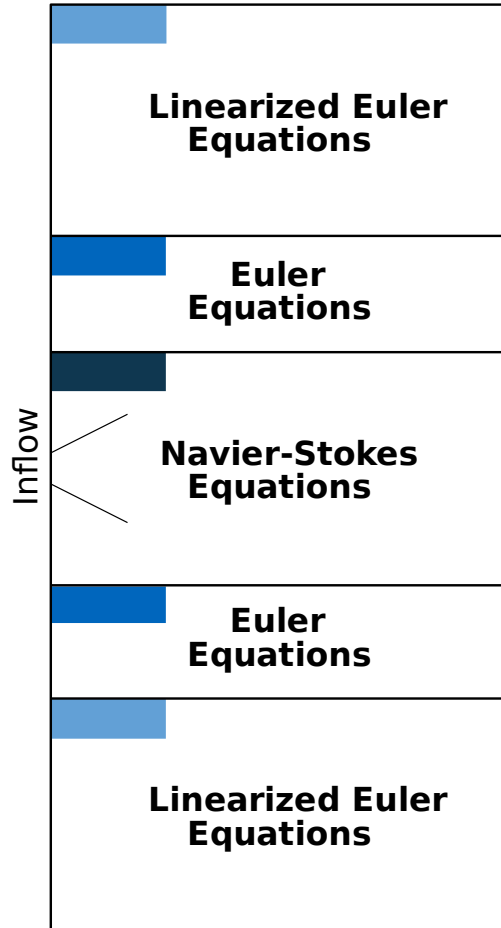 Linearized Euler
Equations
Euler
Equations
Inflow
Navier-Stokes
Equations
Euler
Equations
Linearized Euler
Equations